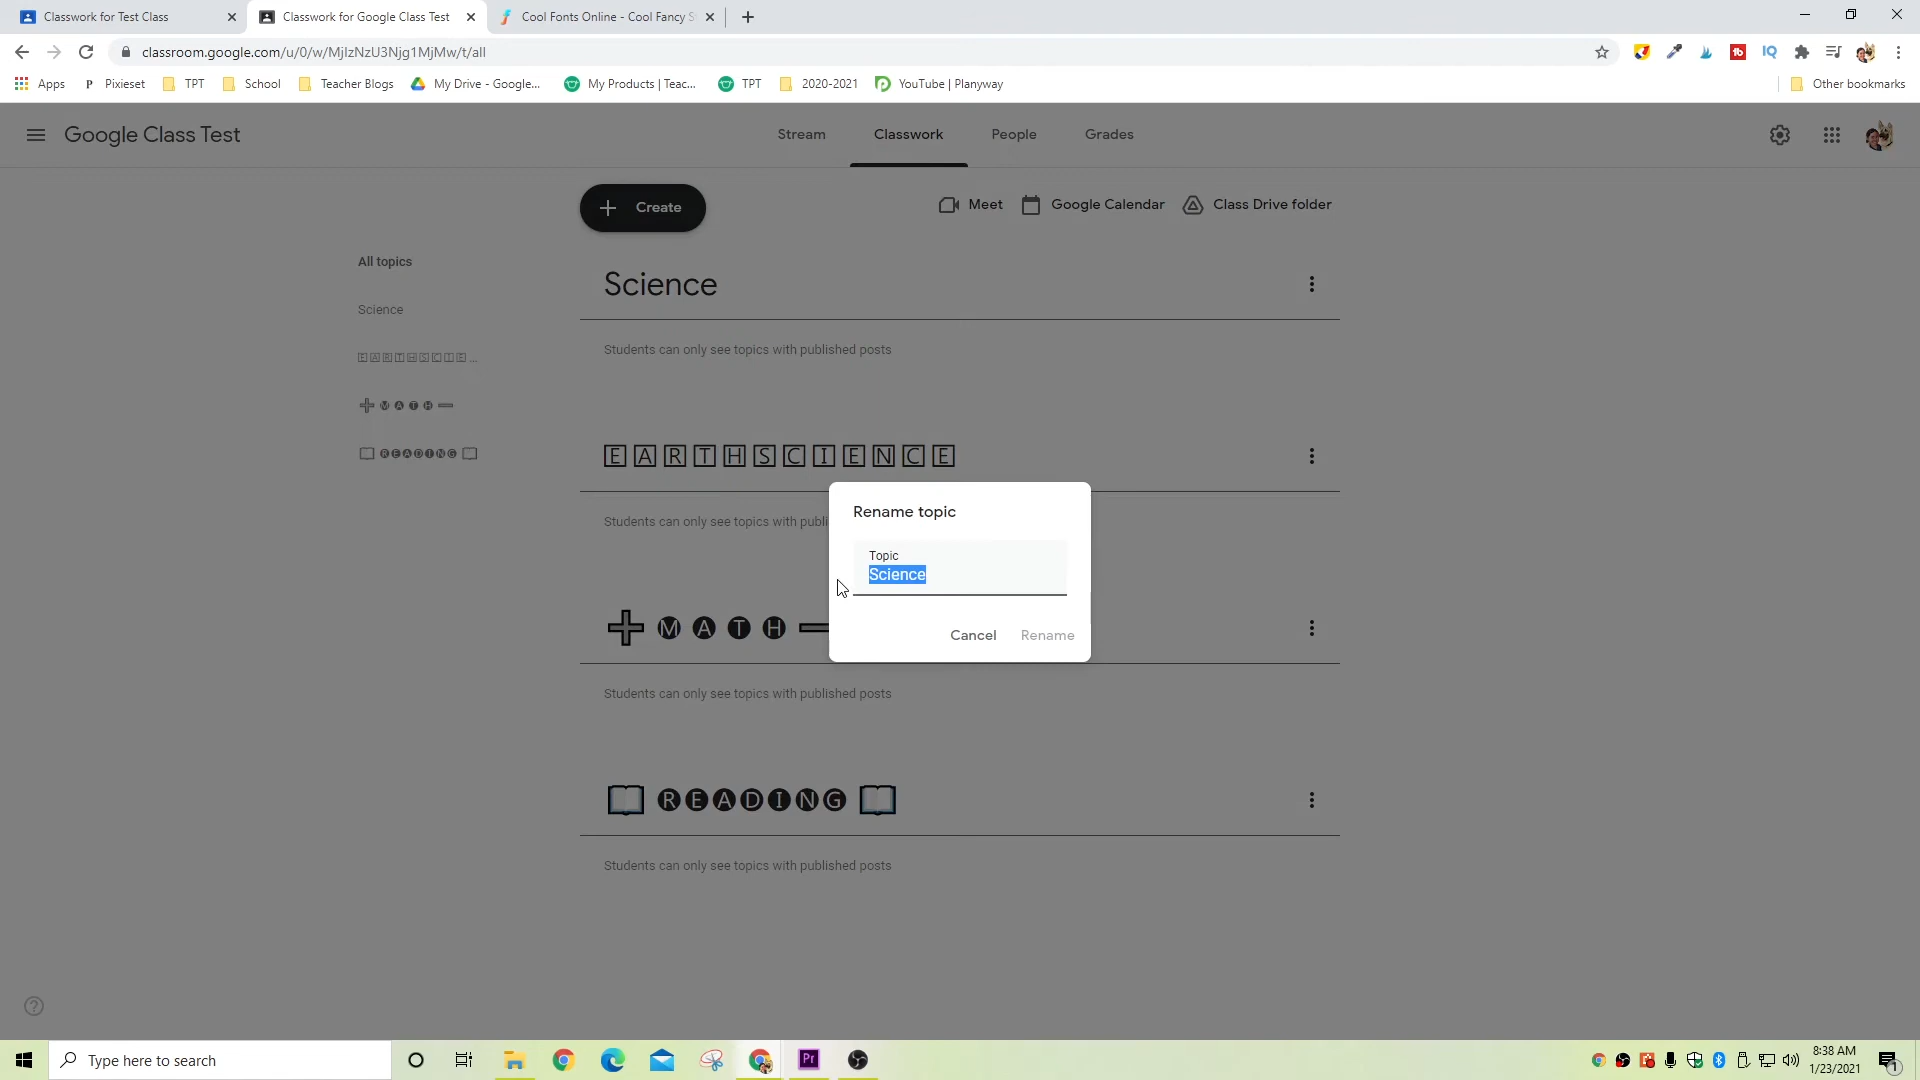 Classwork for Test Class
Classwork for Google Class Test
Cool Fonts Online - Cool Fancy S
classroom.google.com/u/0/w/MjIzNzU3Njg1MjMw/t/all
Apps
Pixieset
TPT
School
Teacher Blogs
My Drive - Google...
My Products | Teac...
TPT
2020-2021
YouTube | Planyway
Other bookmarks
Google Class Test
Stream
Classwork
People
Grades
Create
Meet
Google Calendar
Class Drive folder
All topics
Science
🄴🄰🅁🅃🄷🅂🄲🄸🄴...
➕🅜🅐🅣🅗➖
📖 🅡🅔🅐🅓🅘🅝🅖 📖
Science
Students can only see topics with published posts
🄴🄰🅁🅃🄷🅂🄲🄸🄴🄽🄲🄴
Students can only see topics with publi
➕ 🅜 🅐 🅣 🅗 ➖
Students can only see topics with published posts
📖 🅡🅔🅐🅓🅘🅝🅖 📖
Students can only see topics with published posts
Rename topic
Topic
Science
Cancel
Rename
Type here to search
Pr
8:38 AM
1/23/2021
1